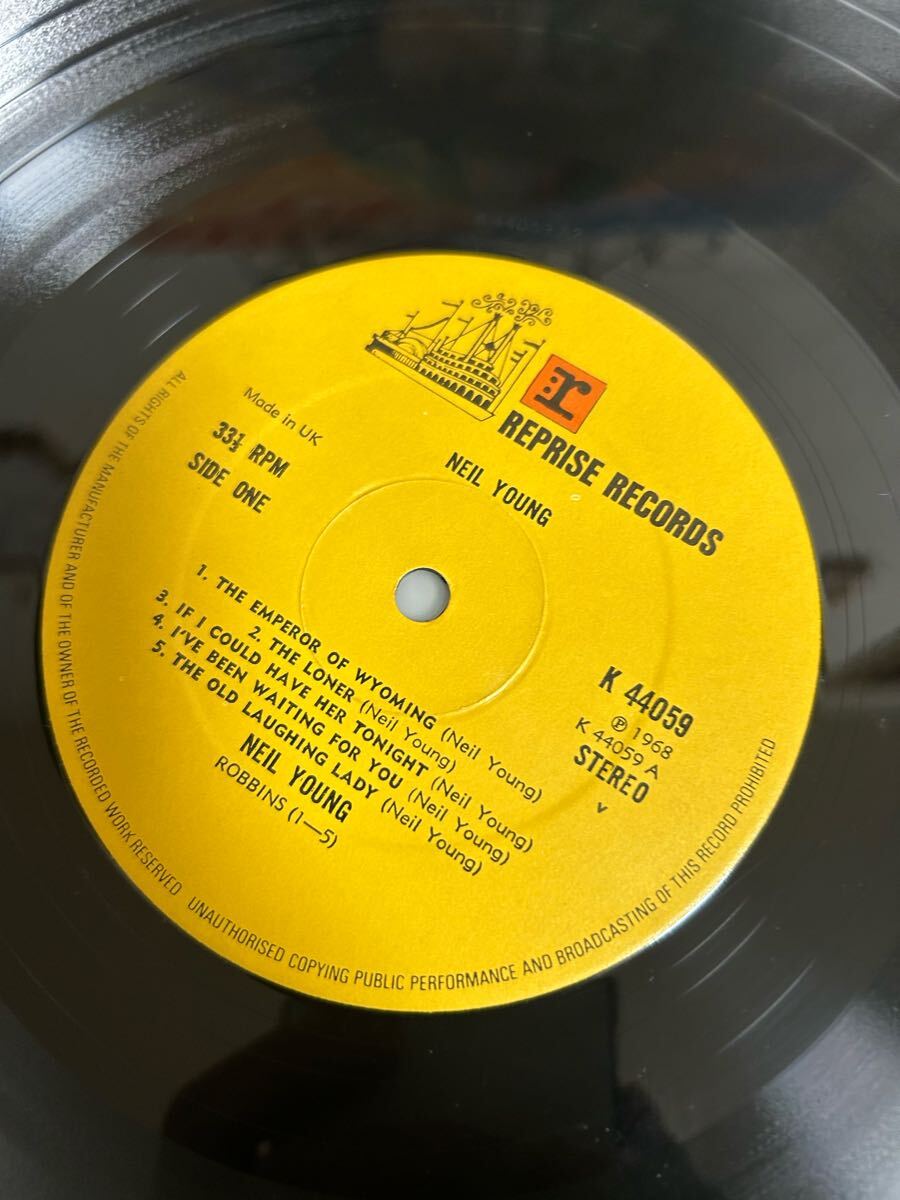 r:
REPRISE RECORDS
NEIL YOUNG
Made in UK
33⅓ RPM
SIDE ONE
K 44059
℗ 1968
K 44059 A
STEREO
v
1. THE EMPEROR OF WYOMING (Neil Young)
2. THE LONER (Neil Young)
3. IF I COULD HAVE HER TONIGHT (Neil Young)
4. I'VE BEEN WAITING FOR YOU (Neil Young)
5. THE OLD LAUGHING LADY (Neil Young)
NEIL YOUNG
ROBBINS (1—5)
ALL RIGHTS OF THE MANUFACTURER AND OF THE OWNER OF THE RECORDED WORK RESERVED UNAUTHORISED COPYING PUBLIC PERFORMANCE AND BROADCASTING OF THIS RECORD PROHIBITED